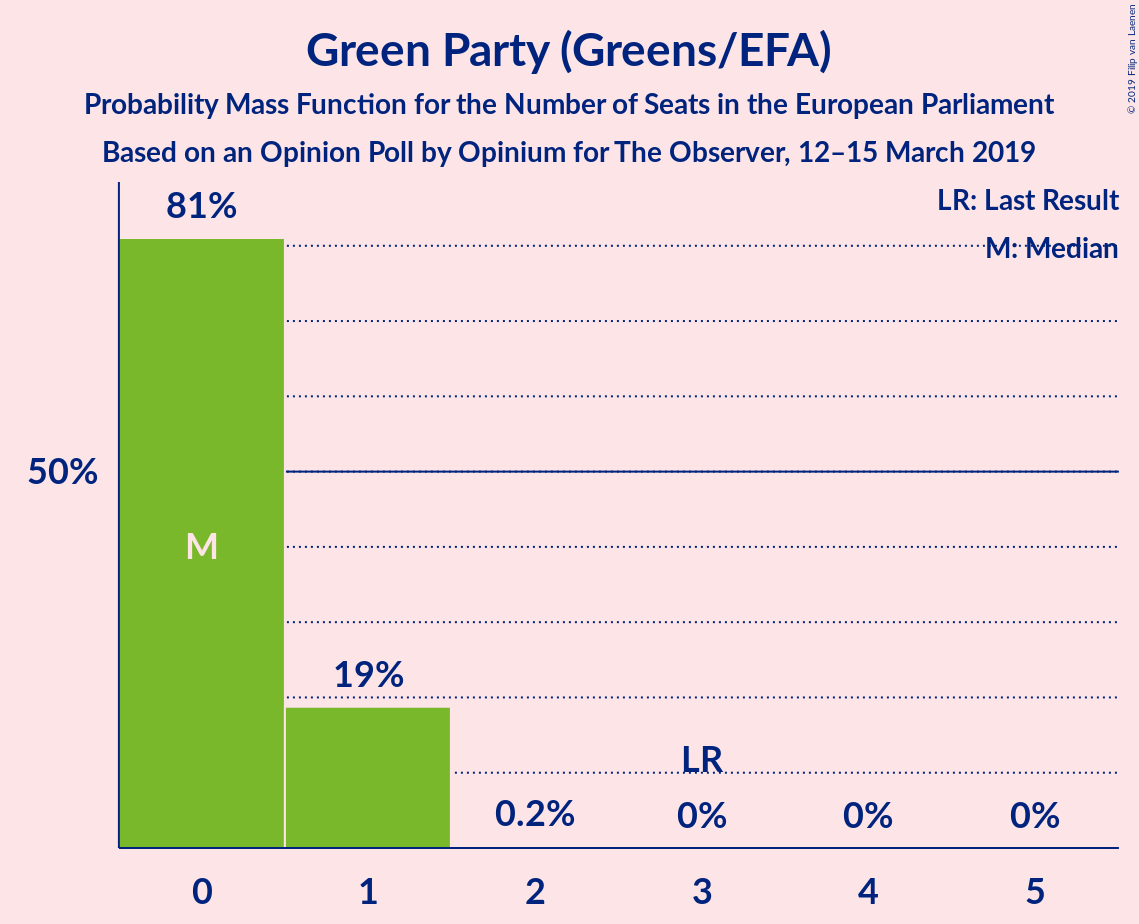 Green Party (Greens/EFA)
Probability Mass Function for the Number of Seats in the European Parliament
Based on an Opinion Poll by Opinium for The Observer, 12–15 March 2019
© 2019 Filip van Laenen
LR: Last Result
M: Median
81%
50%
M
19%
LR
0.2%
0%
0%
0%
0
1
2
3
4
5